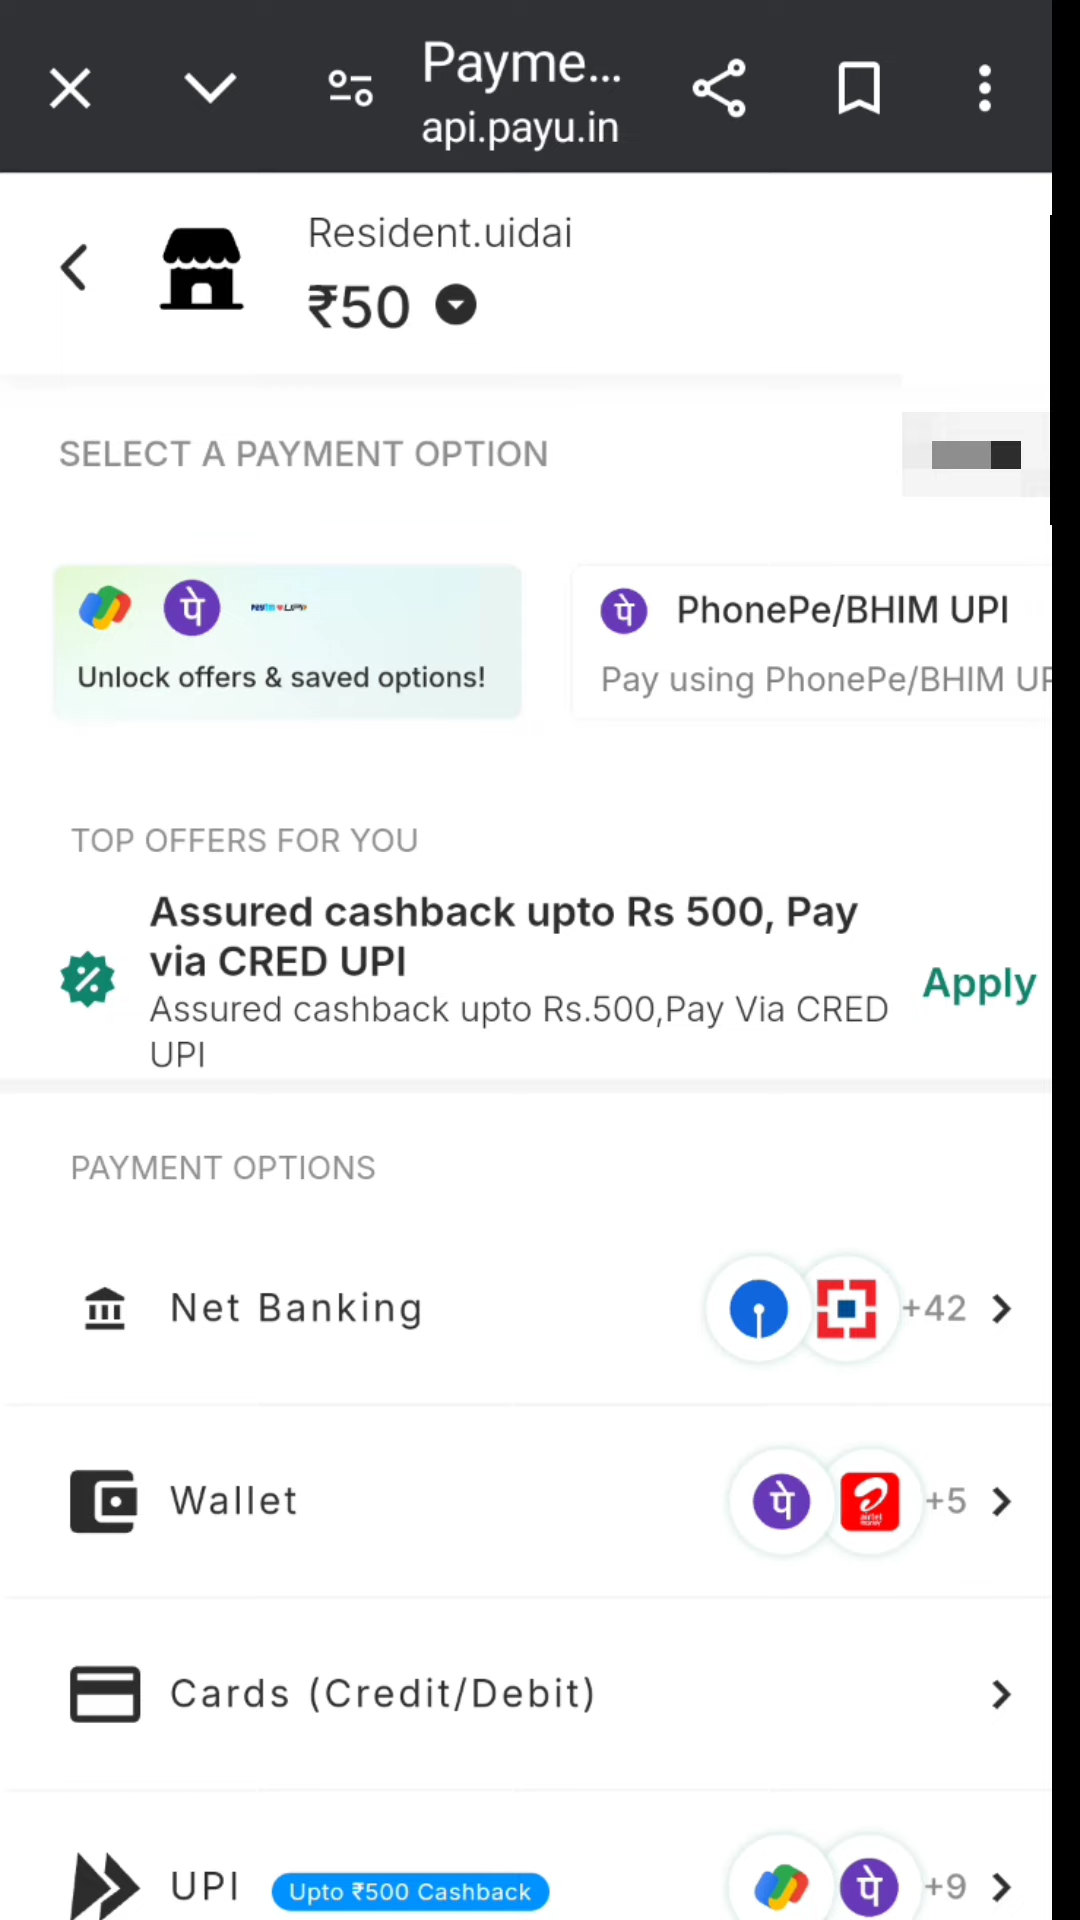 Payme...
api.payu.in
Resident.uidai
₹50
SELECT A PAYMENT OPTION
पे
Unlock offers & saved options!
पे PhonePe/BHIM UPI
Pay using PhonePe/BHIM UP
TOP OFFERS FOR YOU
Assured cashback upto Rs 500, Pay
via CRED UPI
Assured cashback upto Rs.500,Pay Via CRED
UPI
Apply
PAYMENT OPTIONS
Net Banking +42
Wallet पे airtel money +5
Cards (Credit/Debit)
UPI Upto ₹500 Cashback पे +9